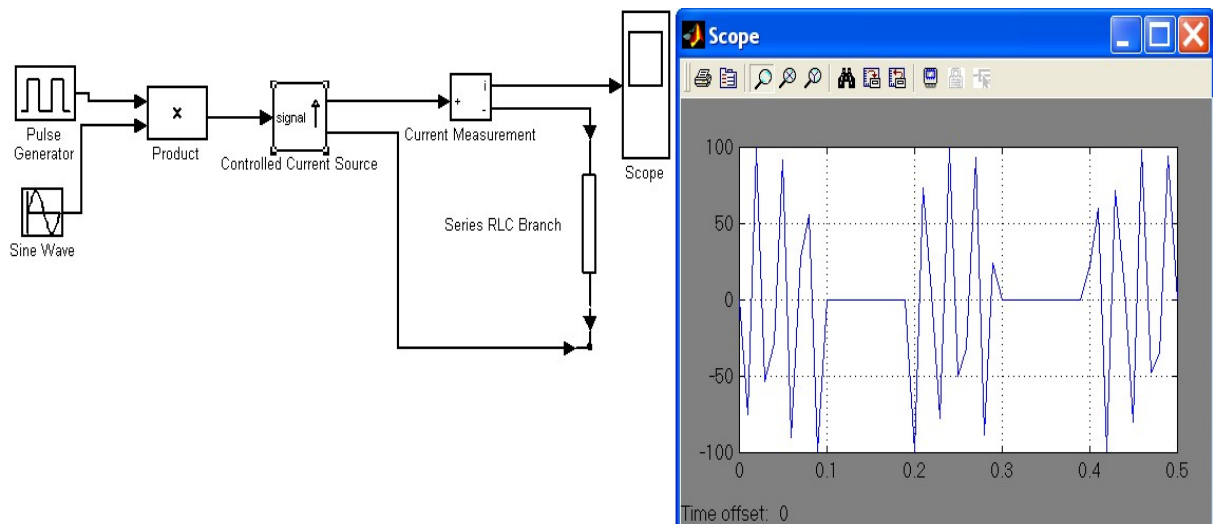 Pulse
Generator
Sine Wave
x
Product
signal
Controlled Current Source
+
i
-
Current Measurement
Series RLC Branch
Scope
Scope
100
50
0
-50
-100
0
0.1
0.2
0.3
0.4
0.5
Time offset: 0